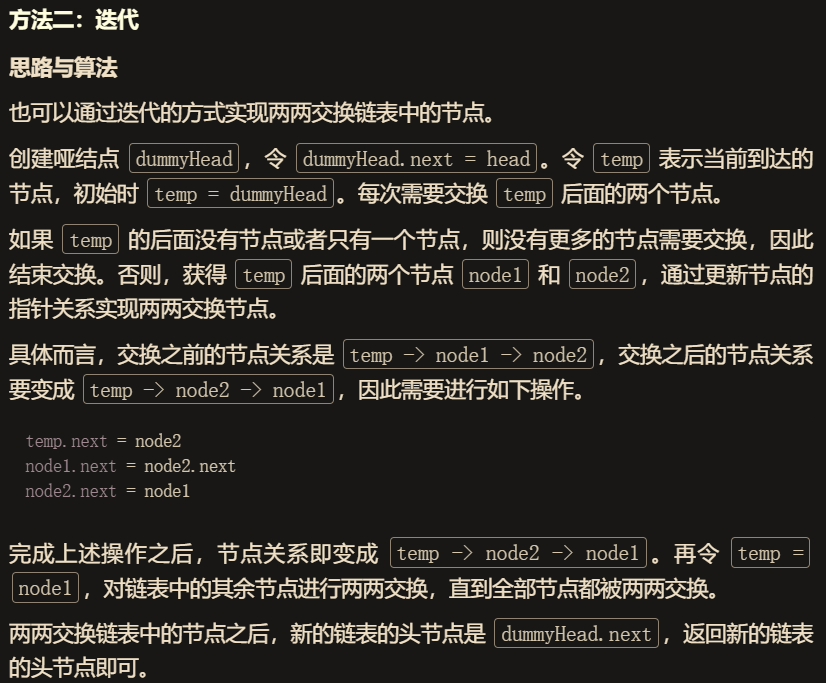 方法二：迭代
思路与算法
也可以通过迭代的方式实现两两交换链表中的节点。
创建哑结点 dummyHead，令 dummyHead.next = head。令 temp 表示当前到达的
节点，初始时 temp = dummyHead。每次需要交换 temp 后面的两个节点。
如果 temp 的后面没有节点或者只有一个节点，则没有更多的节点需要交换，因此
结束交换。否则，获得 temp 后面的两个节点 node1 和 node2，通过更新节点的
指针关系实现两两交换节点。
具体而言，交换之前的节点关系是 temp -> node1 -> node2，交换之后的节点关系
要变成 temp -> node2 -> node1，因此需要进行如下操作。
temp.next = node2
node1.next = node2.next
node2.next = node1
完成上述操作之后，节点关系即变成 temp -> node2 -> node1。再令 temp =
node1，对链表中的其余节点进行两两交换，直到全部节点都被两两交换。
两两交换链表中的节点之后，新的链表的头节点是 dummyHead.next，返回新的链表
的头节点即可。